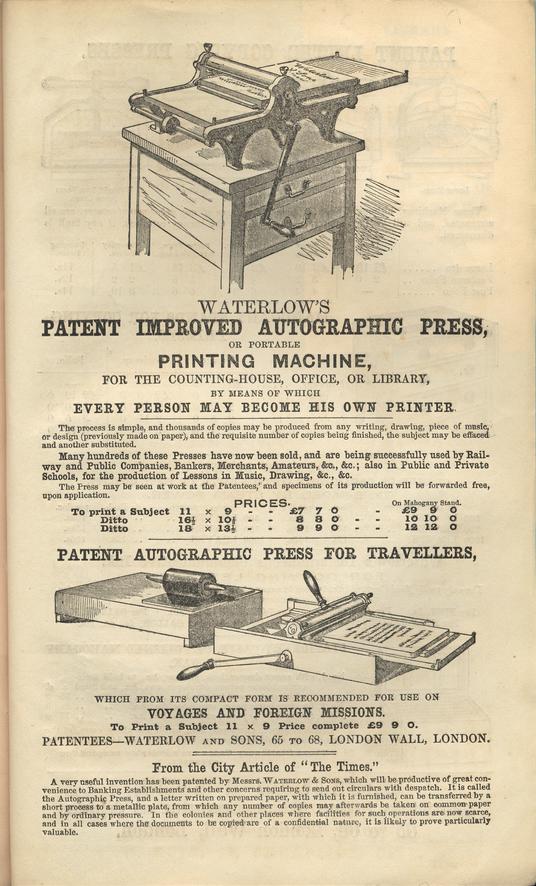 WATERLOW'S
PATENT IMPROVED AUTOGRAPHIC PRESS,
OR PORTABLE
PRINTING MACHINE,
FOR THE COUNTING-HOUSE, OFFICE, OR LIBRARY,
BY MEANS OF WHICH
EVERY PERSON MAY BECOME HIS OWN PRINTER.
The process is simple, and thousands of copies may be produced from any writing, drawing, piece of music,
or design (previously made on paper), and the requisite number of copies being finished, the subject may be effaced
and another substituted.
Many hundreds of these Presses have now been sold, and are being successfully used by Rail-
way and Public Companies, Bankers, Merchants, Amateurs, &c., &c.; also in Public and Private
Schools, for the production of Lessons in Music, Drawing, &c., &c.
The Press may be seen at work at the Patentees,' and specimens of its production will be forwarded free,
upon application.
PRICES. On Mahogany Stand.
To print a Subject 11 × 9 - - £7 7 0 - £9 9 0
Ditto 16½ × 10½ - - 8 8 0 - 10 10 0
Ditto 18 × 13½ - - 9 9 0 - 12 12 0
PATENT AUTOGRAPHIC PRESS FOR TRAVELLERS,
WHICH FROM ITS COMPACT FORM IS RECOMMENDED FOR USE ON
VOYAGES AND FOREIGN MISSIONS.
To Print a Subject 11 × 9 Price complete £9 9 0.
PATENTEES—WATERLOW AND SONS, 65 TO 68, LONDON WALL, LONDON.
From the City Article of "The Times."
A very useful invention has been patented by Messrs. WATERLOW & SONS, which will be productive of great con-
venience to Banking Establishments and other concerns requiring to send out circulars with despatch. It is called
the Autographic Press, and a letter written on prepared paper, with which it is furnished, can be transferred by a
short process to a metallic plate, from which any number of copies may afterwards be taken on common paper
and by ordinary pressure. In the colonies and other places where facilities for such operations are now scarce,
and in all cases where the documents to be copied are of a confidential nature, it is likely to prove particularly
valuable.